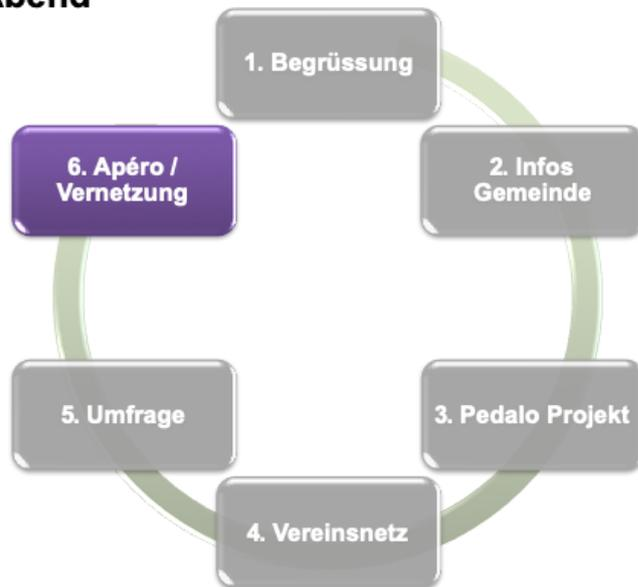 1. Begrüssung
2. Infos
Gemeinde
3. Pedalo Projekt
4. Vereinsnetz
5. Umfrage
6. Apéro /
Vernetzung